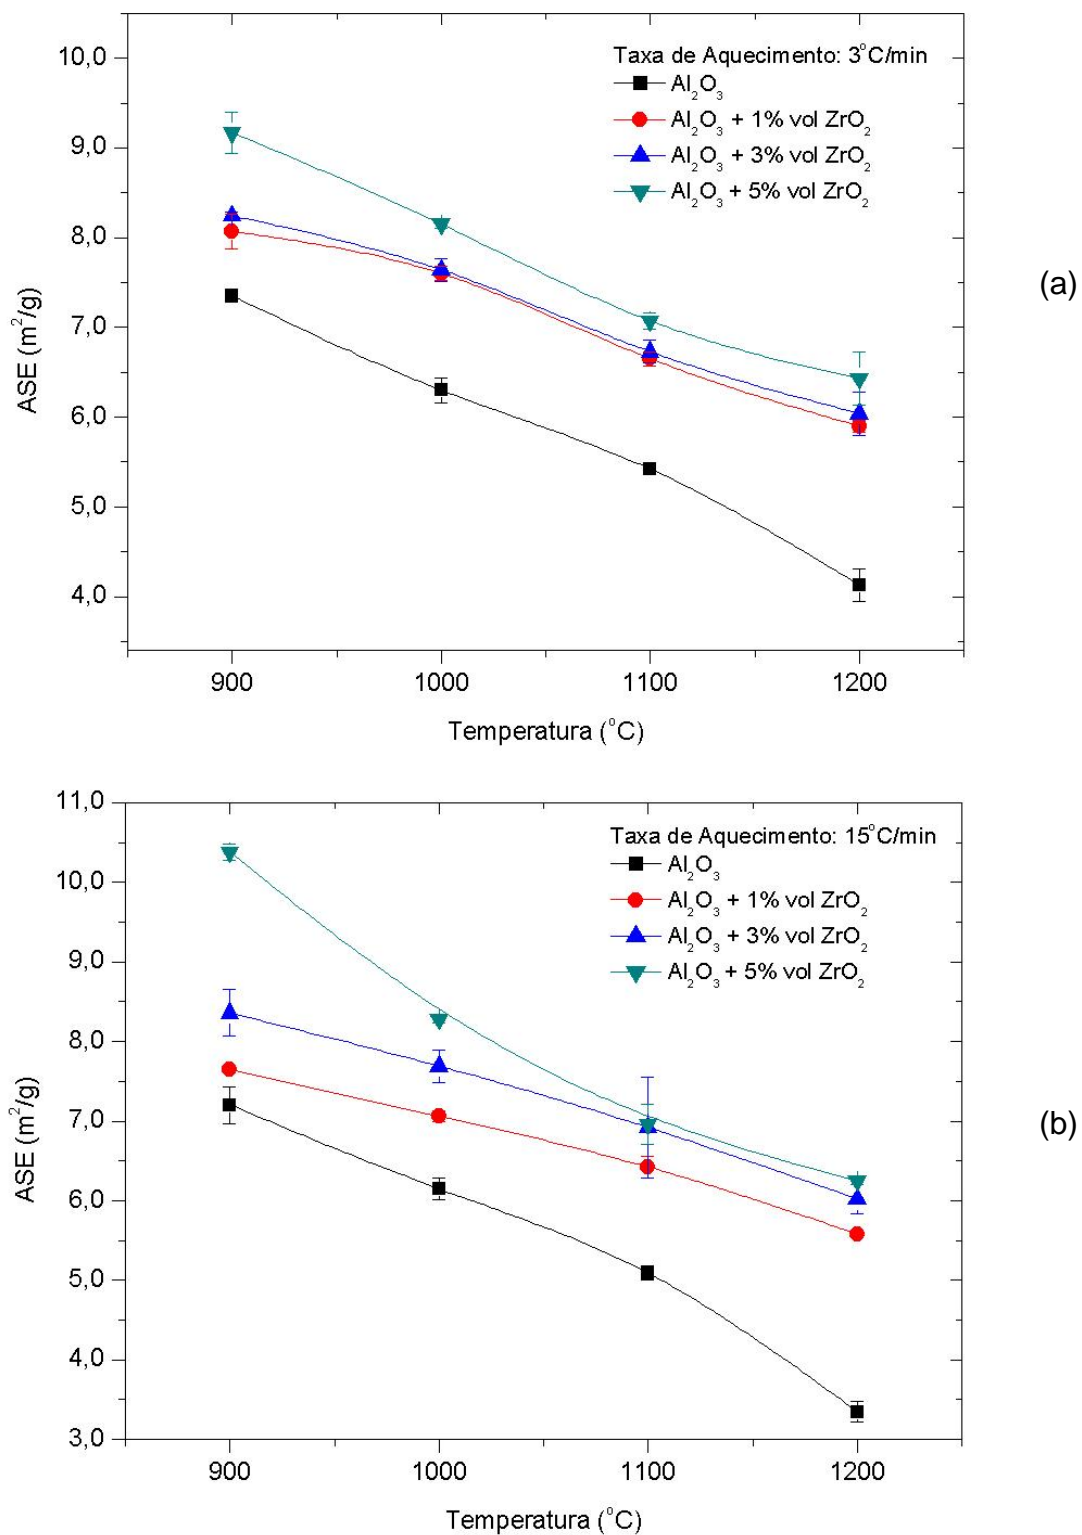 Taxa de Aquecimento: 3°C/min
Al₂O₃
Al₂O₃ + 1% vol ZrO₂
Al₂O₃ + 3% vol ZrO₂
Al₂O₃ + 5% vol ZrO₂
10,0
9,0
8,0
7,0
6,0
5,0
4,0
ASE (m²/g)
900 1000 1100 1200
Temperatura (°C)
(a)
Taxa de Aquecimento: 15°C/min
Al₂O₃
Al₂O₃ + 1% vol ZrO₂
Al₂O₃ + 3% vol ZrO₂
Al₂O₃ + 5% vol ZrO₂
11,0
10,0
9,0
8,0
7,0
6,0
5,0
4,0
3,0
ASE (m²/g)
900 1000 1100 1200
Temperatura (°C)
(b)